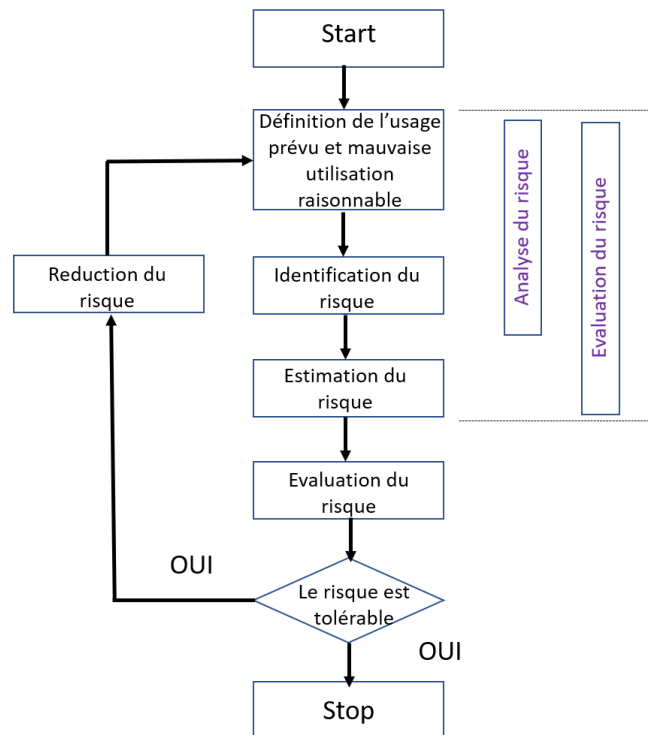 Start
Définition de l'usage
prévu et mauvaise
utilisation
raisonnable
Analyse du risque
Evaluation du risque
Reduction du
risque
Identification du
risque
Estimation du
risque
Evaluation du
risque
OUI
Le risque est
tolérable
OUI
Stop